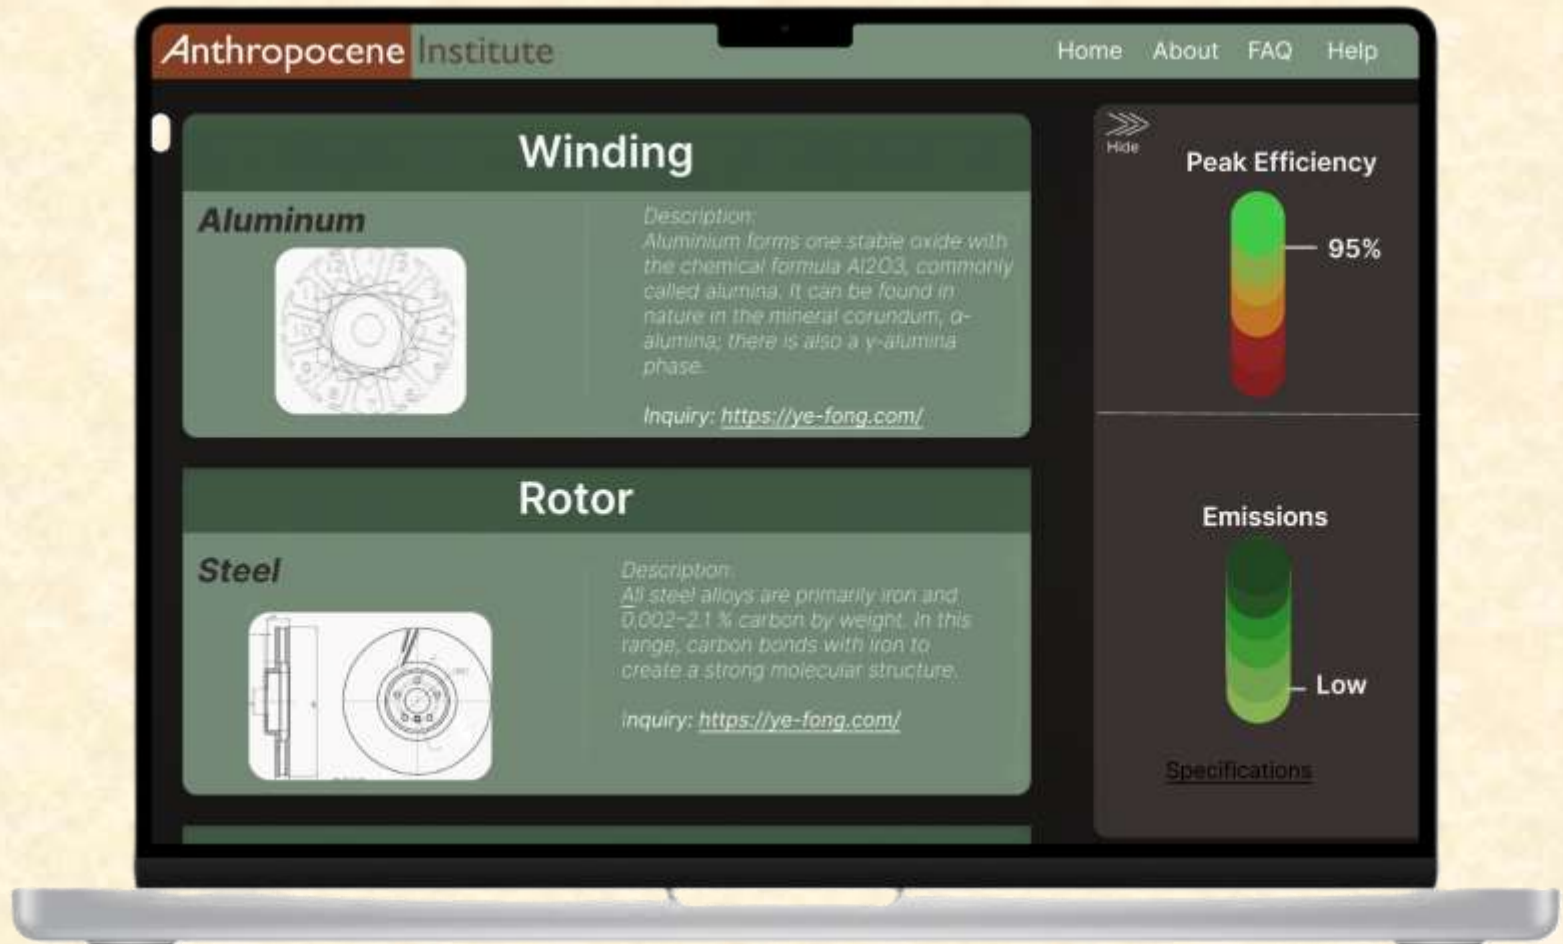 Anthropocene Institute
Home About FAQ Help
Winding
Aluminum
Description:
Aluminium forms one stable oxide with
the chemical formula Al2O3, commonly
called alumina. It can be found in
nature in the mineral corundum, α-
alumina; there is also a γ-alumina
phase.
Inquiry: https://ye-fong.com/
Rotor
Steel
Description:
All steel alloys are primarily iron and
0.002–2.1 % carbon by weight. In this
range, carbon bonds with iron to
create a strong molecular structure.
Inquiry: https://ye-fong.com/
Hide
Peak Efficiency
95%
Emissions
Low
Specifications